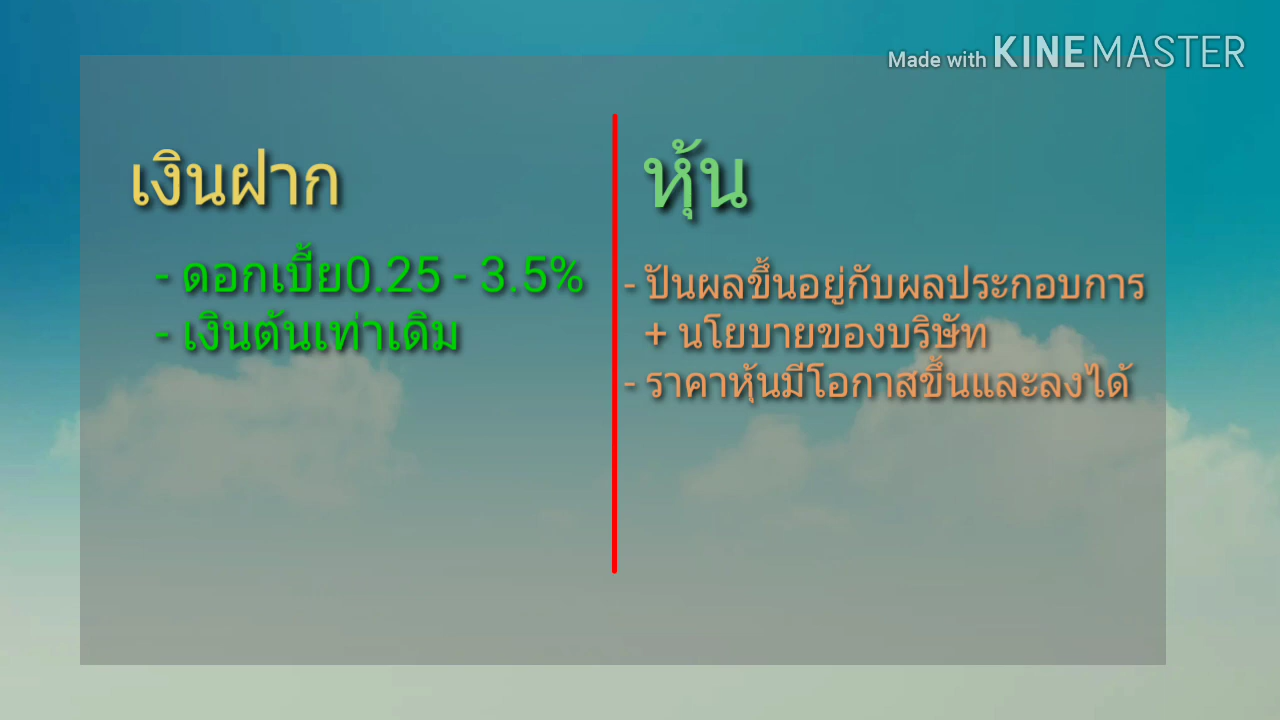 Made with KINEMASTER
เงินฝาก
- ดอกเบี้ย0.25 - 3.5%
- เงินต้นเท่าเดิม
หุ้น
- ปันผลขึ้นอยู่กับผลประกอบการ
+ นโยบายของบริษัท
- ราคาหุ้นมีโอกาสขึ้นและลงได้